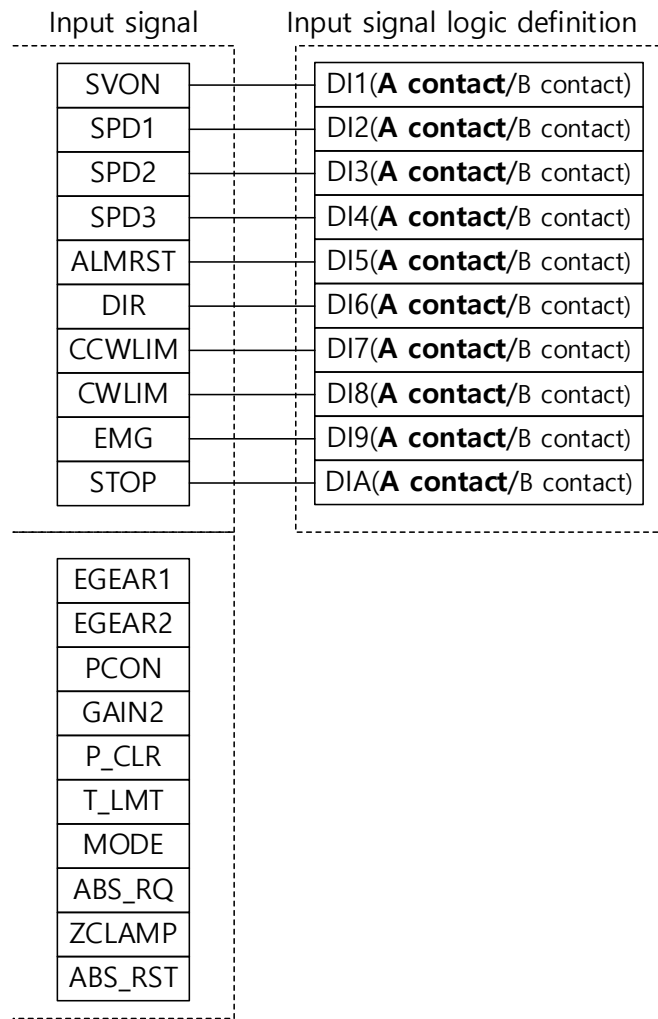 Input signal Input signal logic definition
SVON DI1(A contact/B contact)
SPD1 DI2(A contact/B contact)
SPD2 DI3(A contact/B contact)
SPD3 DI4(A contact/B contact)
ALMRST DI5(A contact/B contact)
DIR DI6(A contact/B contact)
CCWLIM DI7(A contact/B contact)
CWLIM DI8(A contact/B contact)
EMG DI9(A contact/B contact)
STOP DIA(A contact/B contact)
EGEAR1
EGEAR2
PCON
GAIN2
P_CLR
T_LMT
MODE
ABS_RQ
ZCLAMP
ABS_RST